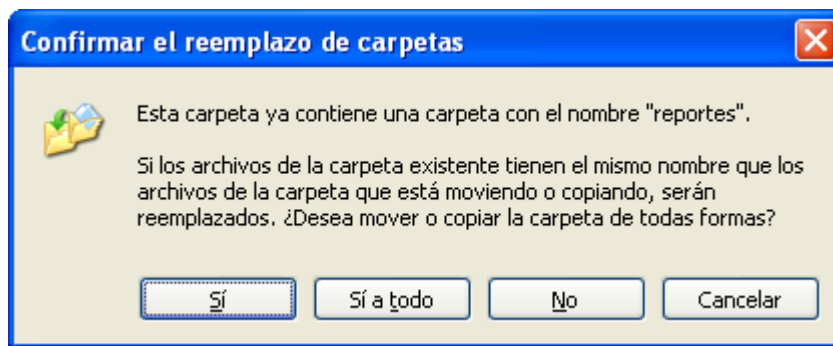 Confirmar el reemplazo de carpetas
Esta carpeta ya contiene una carpeta con el nombre "reportes".
Si los archivos de la carpeta existente tienen el mismo nombre que los
archivos de la carpeta que está moviendo o copiando, serán
reemplazados. ¿Desea mover o copiar la carpeta de todas formas?
Sí
Sí a todo
No
Cancelar